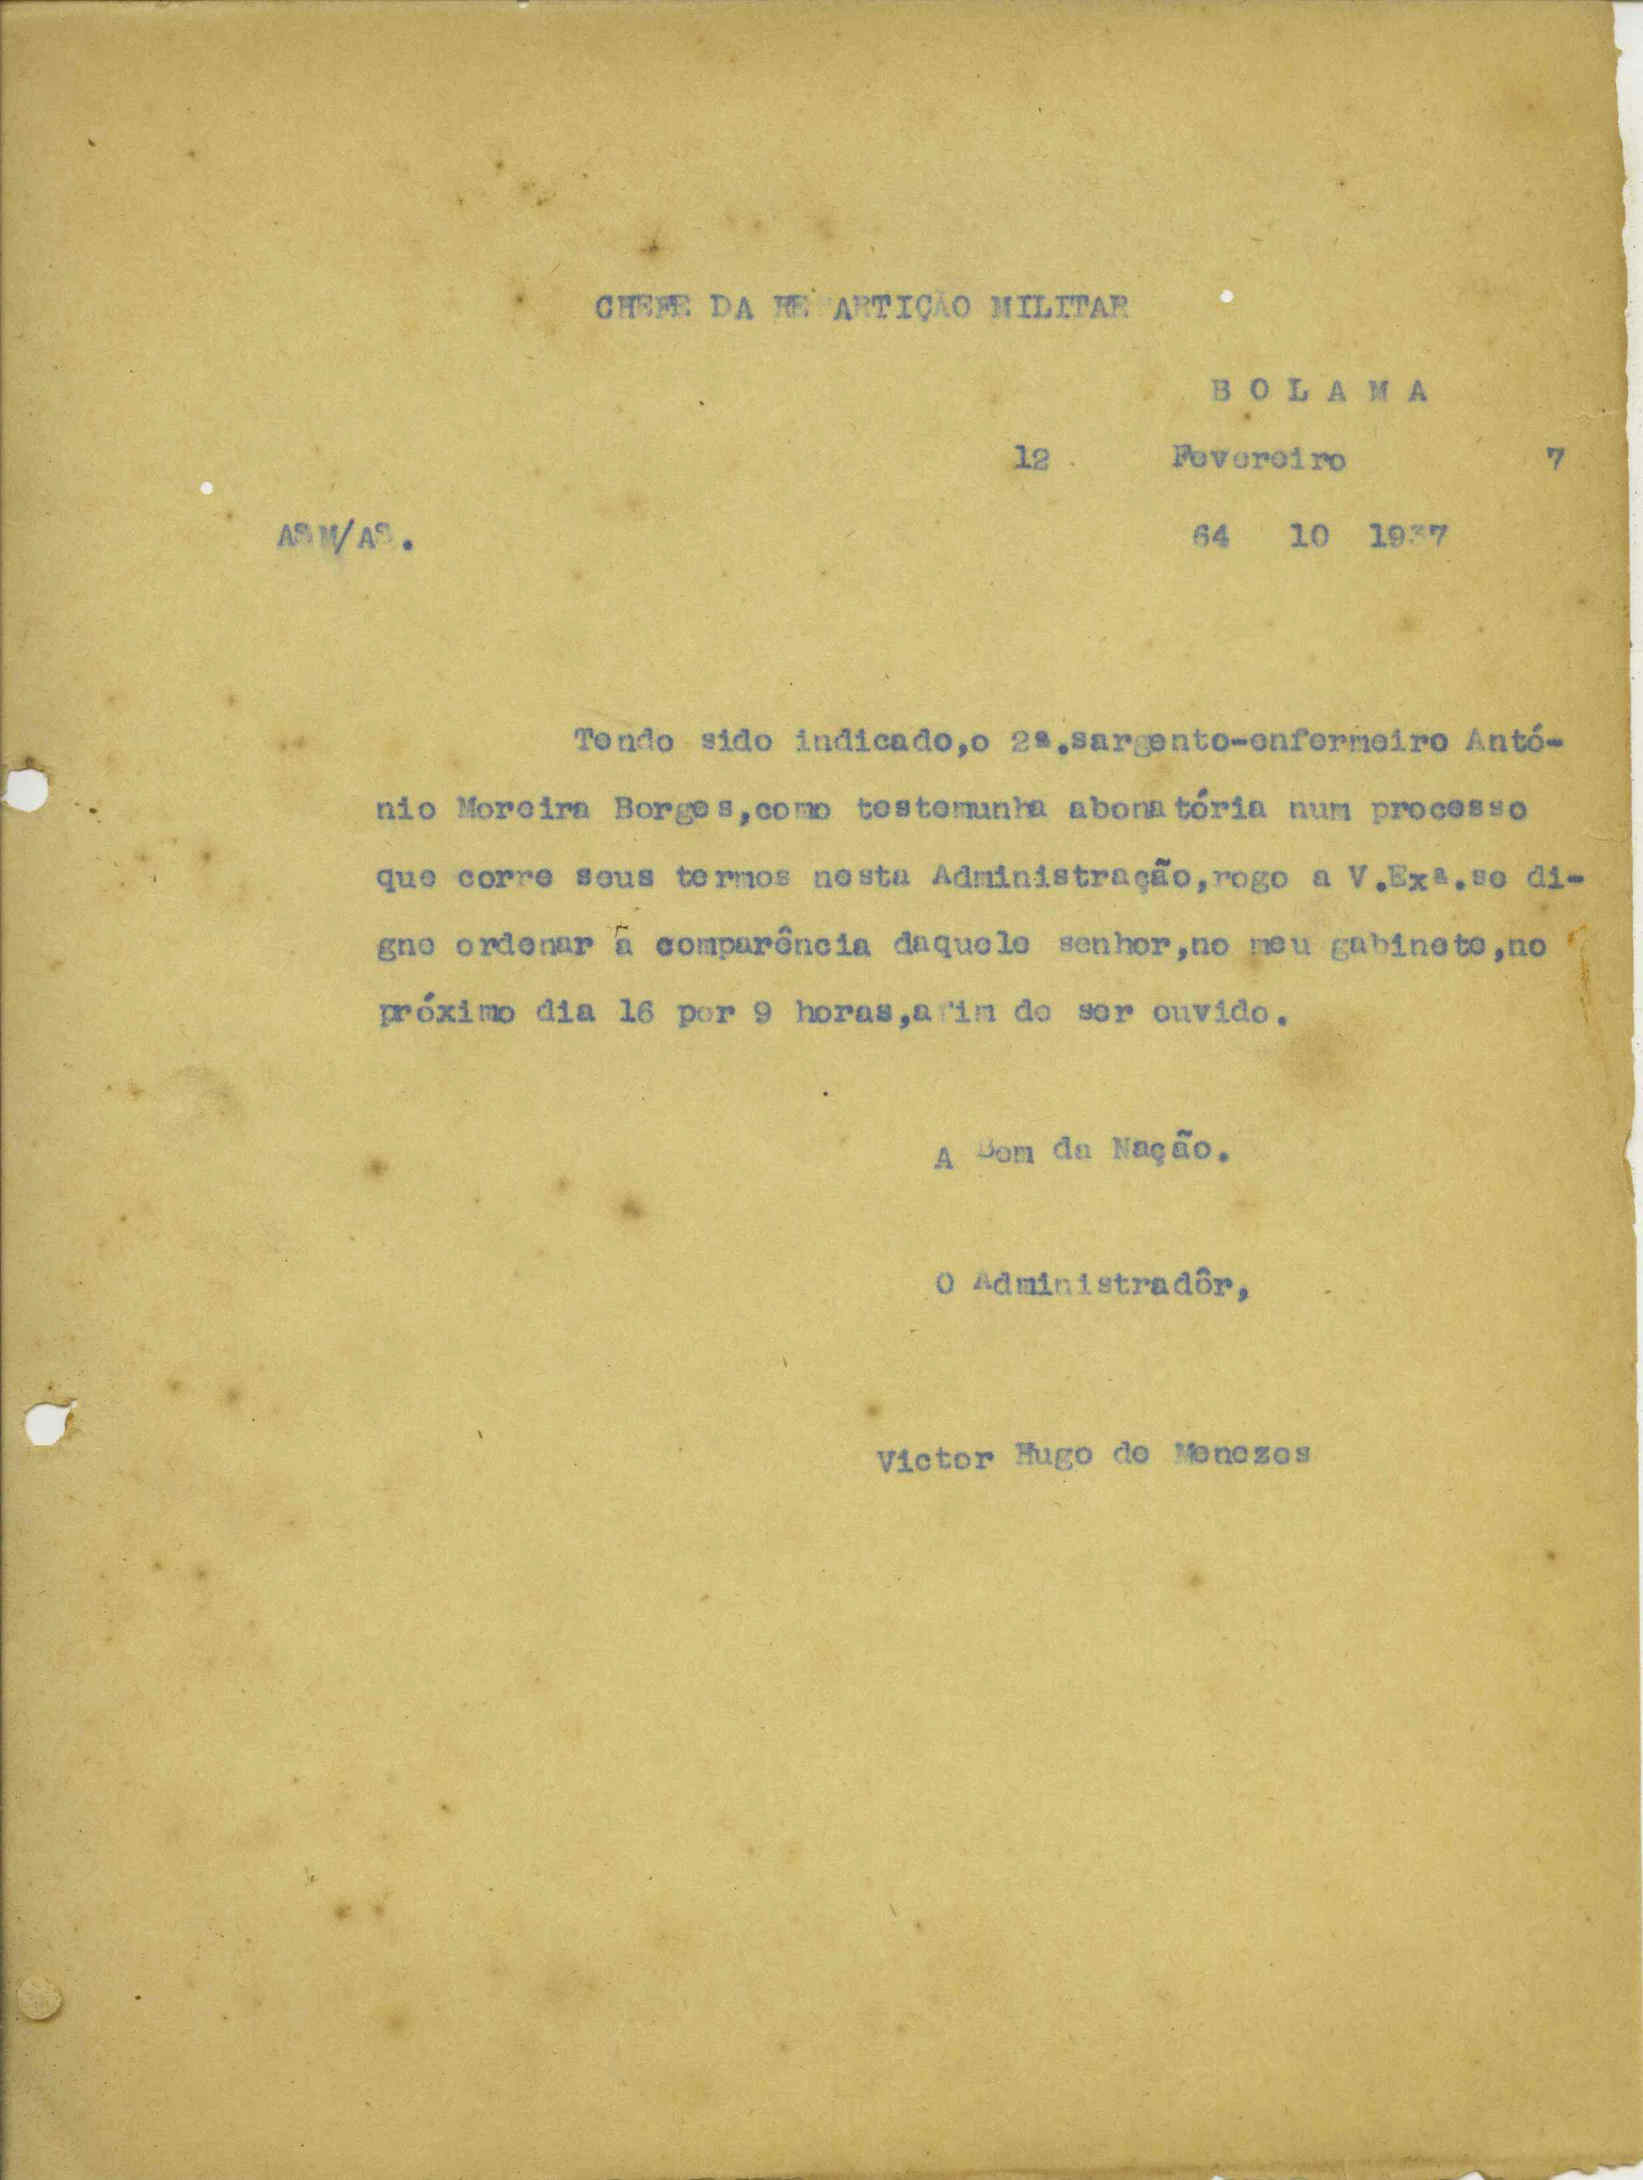 CHEFE DA REPARTIÇÃO MILITAR
B O L A M A
12 Fevereiro 7
64 10 1937
Tendo sido indicado,o 2ª.sargento-enfermeiro Antó-
nio Moreira Borges,como testemunha abonatória num processo
que corre seus termos nesta Administração,rogo a V.Exª.se di-
gne ordenar ã comparência daquele senhor,no meu gabinete,no
próximo dia 16 por 9 horas,afim de ser ouvido.
A Bem da Nação.
O Administradôr,
Victor Hugo de Menezes